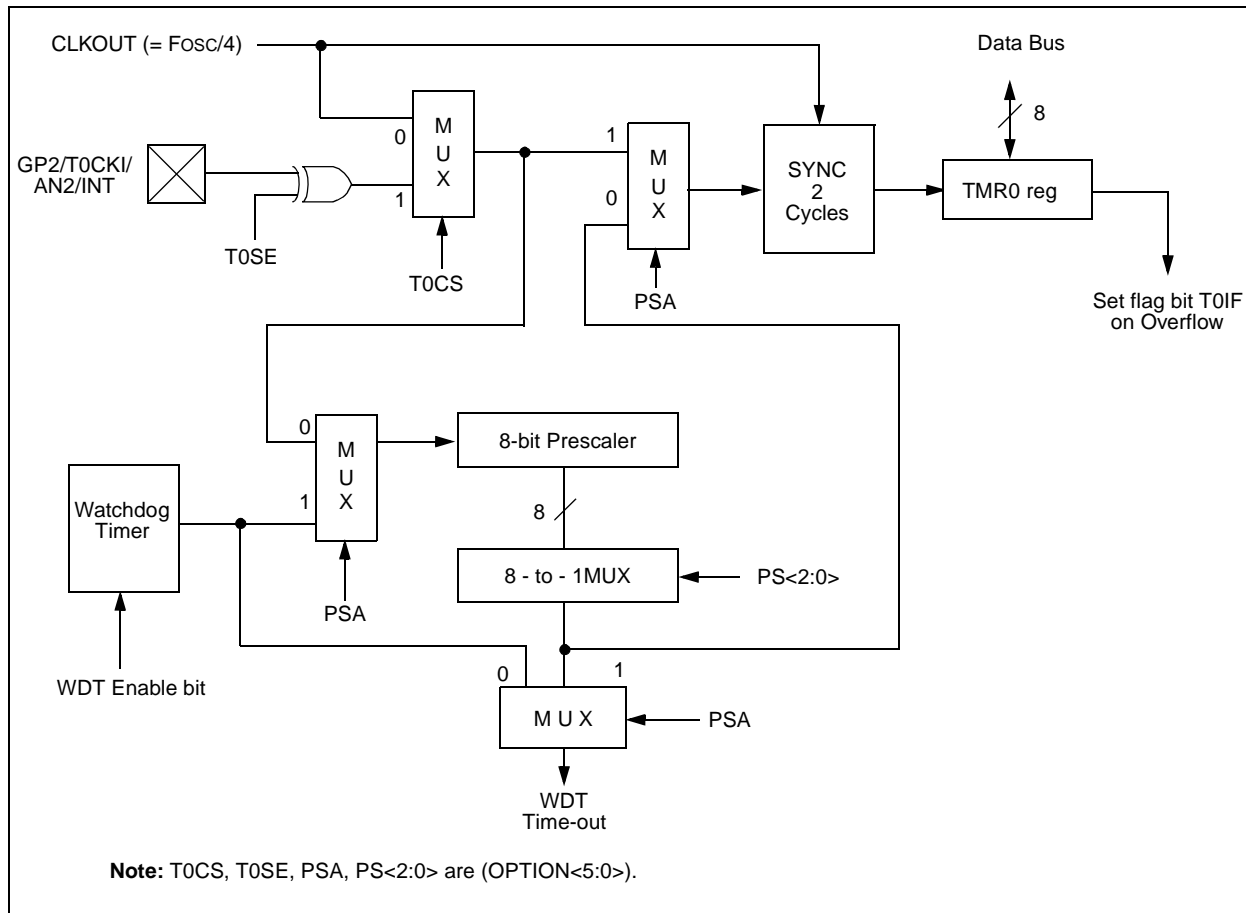 CLKOUT (= FOSC/4)
Data Bus
8
M
U
X
0
1
GP2/T0CKI/
AN2/INT
T0SE
T0CS
1
0
M
U
X
PSA
SYNC
2
Cycles
TMR0 reg
Set flag bit T0IF
on Overflow
0
1
M
U
X
PSA
8-bit Prescaler
8
Watchdog
Timer
WDT Enable bit
8 - to - 1MUX
PS<2:0>
0
1
M U X
PSA
WDT
Time-out
Note: T0CS, T0SE, PSA, PS<2:0> are (OPTION<5:0>).